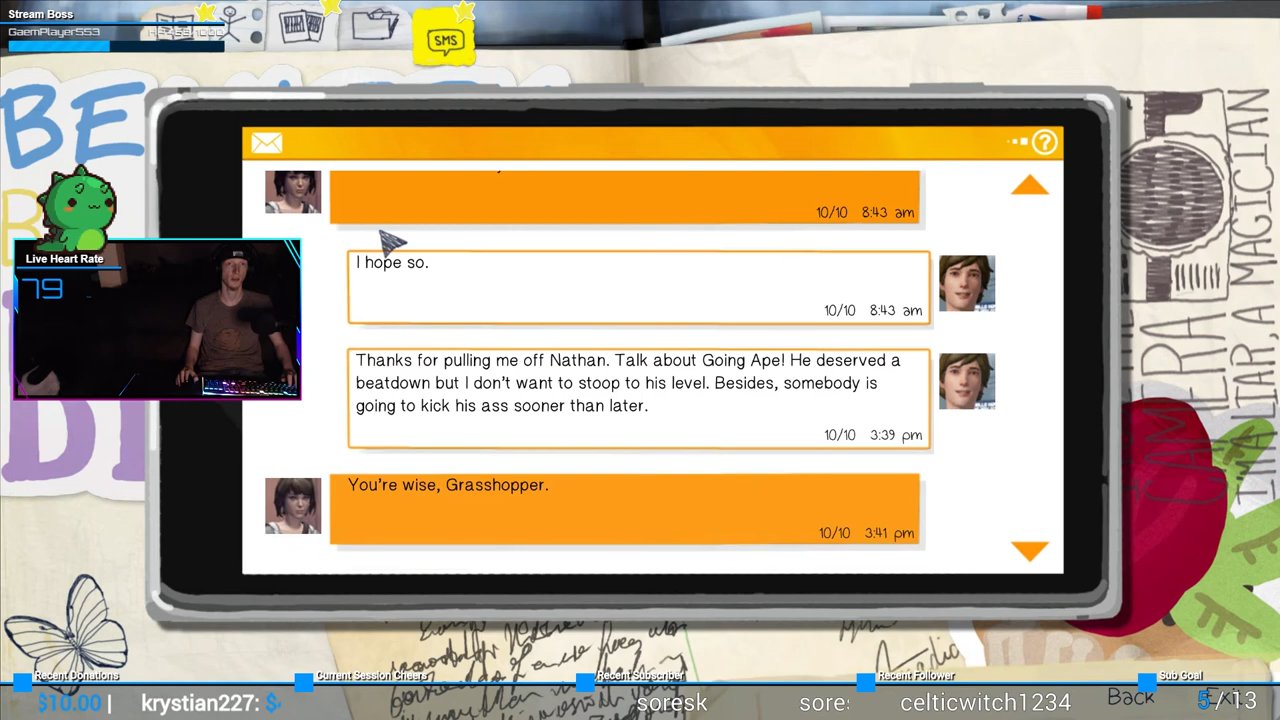 Stream Boss
GaemPlayer553
SMS
BE
10/10 8:43 am
Live Heart Rate
79
I hope so.
10/10 8:43 am
Thanks for pulling me off Nathan. Talk about Going Ape! He deserved a
beatdown but I don't want to stoop to his level. Besides, somebody is
going to kick his ass sooner than later.
10/10 3:39 pm
You're wise, Grasshopper.
10/10 3:41 pm
CAMERA
LIAR, A MAGICIAN
Recent Donations
Current Session Cheers
Recent Subscriber
Recent Follower
Sub Goal
$10.00 |
krystian227: $
soresk
sores
celticwitch1234
Back
Exit
5 / 13